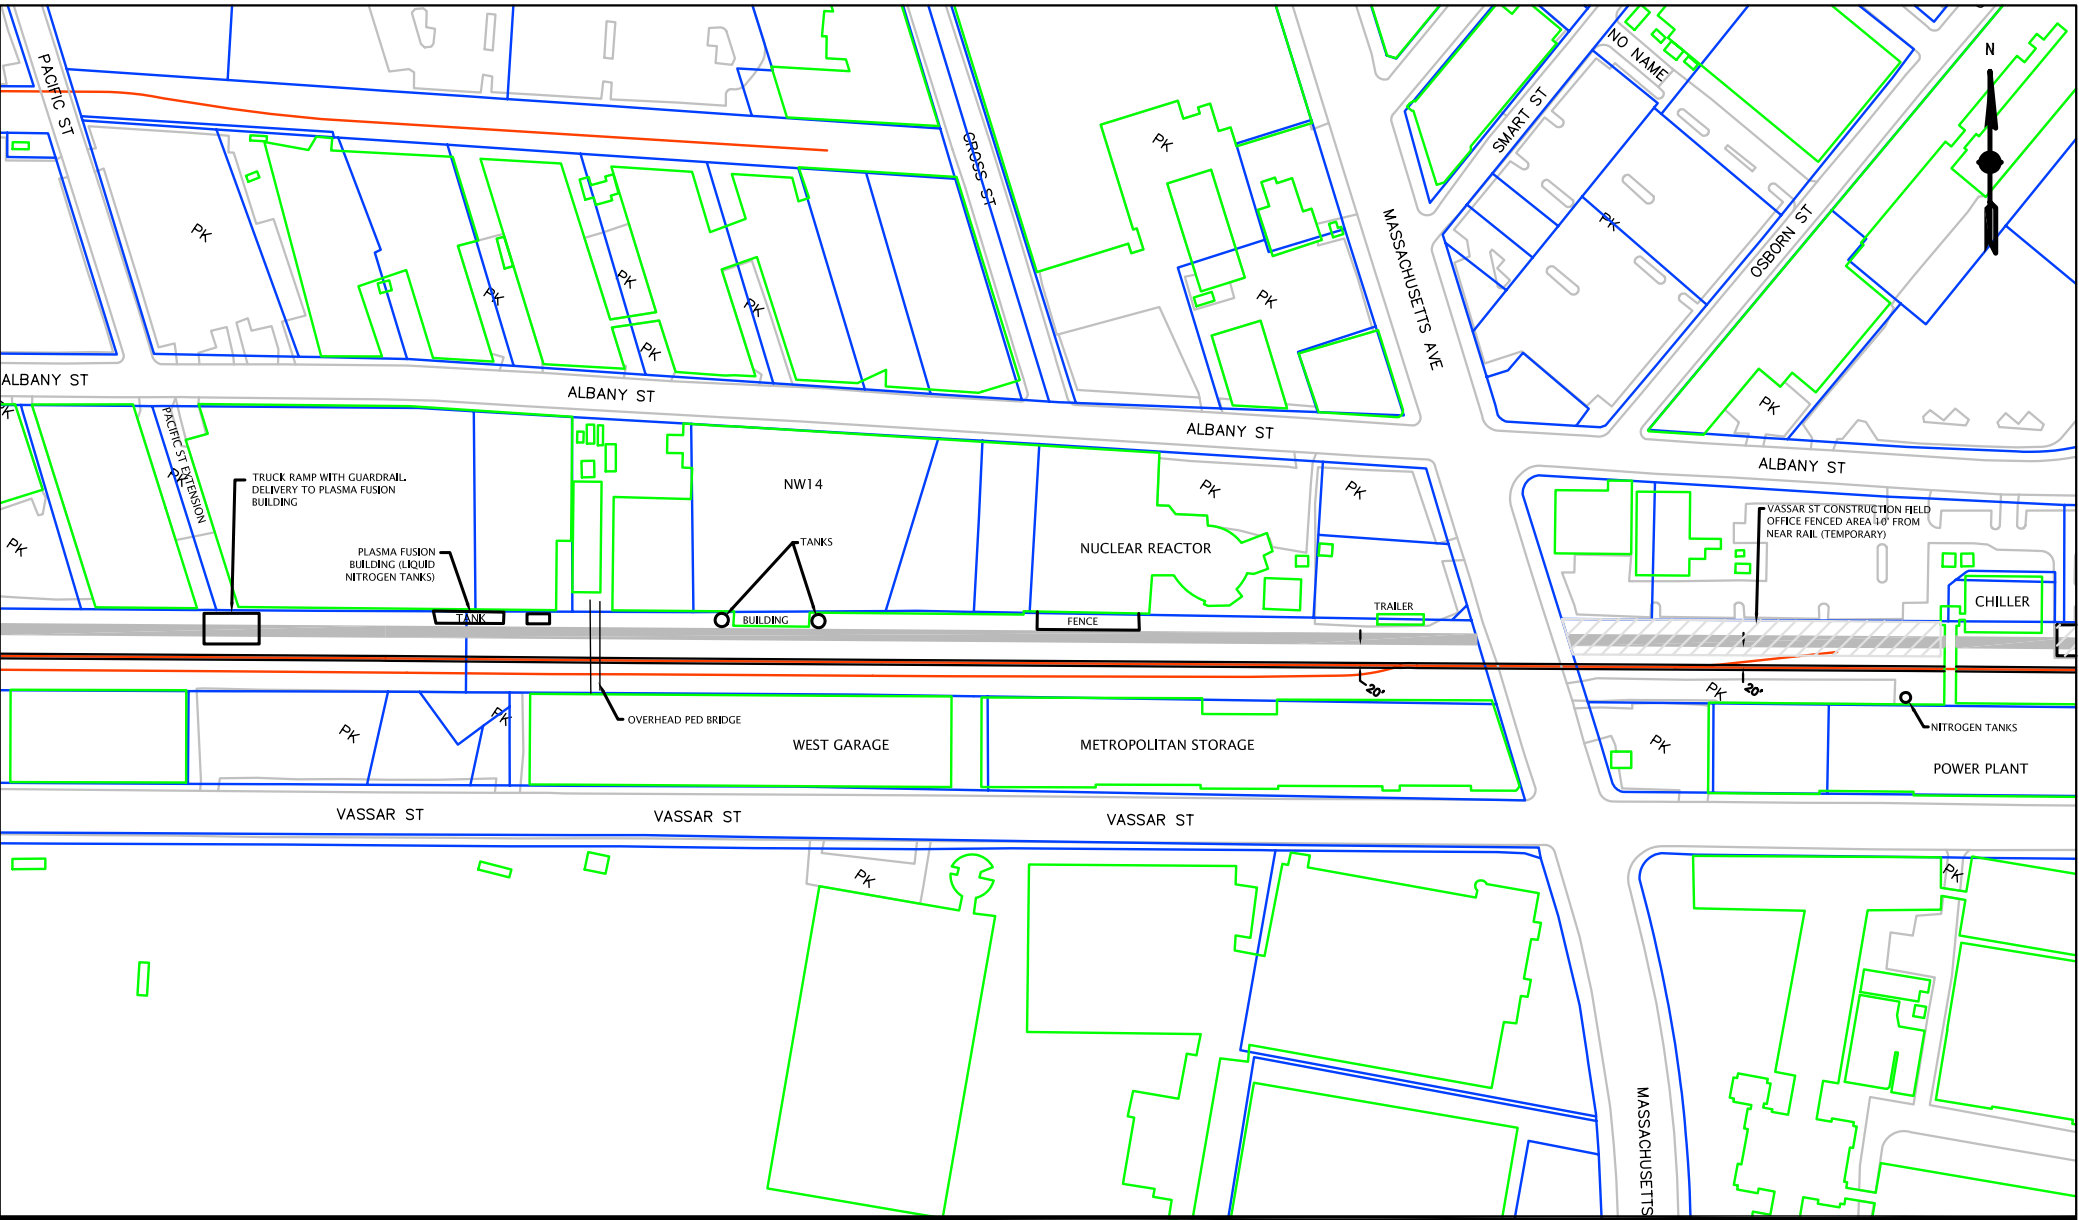 N
NO NAME
PACIFIC ST
SMART ST
CROSS ST
PK
PK
PK
OSBORN ST
MASSACHUSETTS AVE
PK
PK
PK
PK
PK
PK
ALBANY ST
ALBANY ST
PK
PK
ALBANY ST
ALBANY ST
PACIFIC ST EXTENSION
PK
TRUCK RAMP WITH GUARDRAIL.
DELIVERY TO PLASMA FUSION
BUILDING
NW14
PK
PK
VASSAR ST CONSTRUCTION FIELD
OFFICE FENCED AREA 10' FROM
NEAR RAIL (TEMPORARY)
PK
PLASMA FUSION
BUILDING (LIQUID
NITROGEN TANKS)
TANKS
NUCLEAR REACTOR
CHILLER
TANK
BUILDING
FENCE
TRAILER
20'
20'
PK
PK
PK
OVERHEAD PED BRIDGE
NITROGEN TANKS
WEST GARAGE
METROPOLITAN STORAGE
PK
POWER PLANT
VASSAR ST
VASSAR ST
VASSAR ST
PK
PK
MASSACHUSETTS